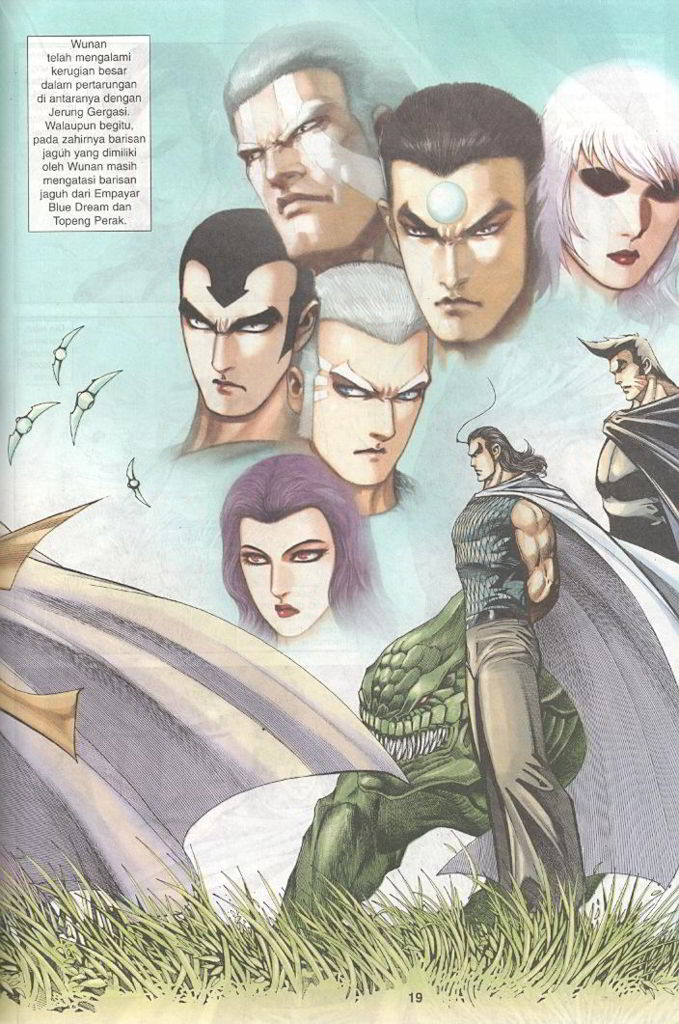 Wunan
telah mengalami
kerugian besar
dalam pertarungan
di antaranya dengan
Jerung Gergasi.
Walaupun begitu,
pada zahirnya barisan
jaguh yang dimiliki
oleh Wunan masih
mengatasi barisan
jaguh dari Empayar
Blue Dream dan
Topeng Perak.
19